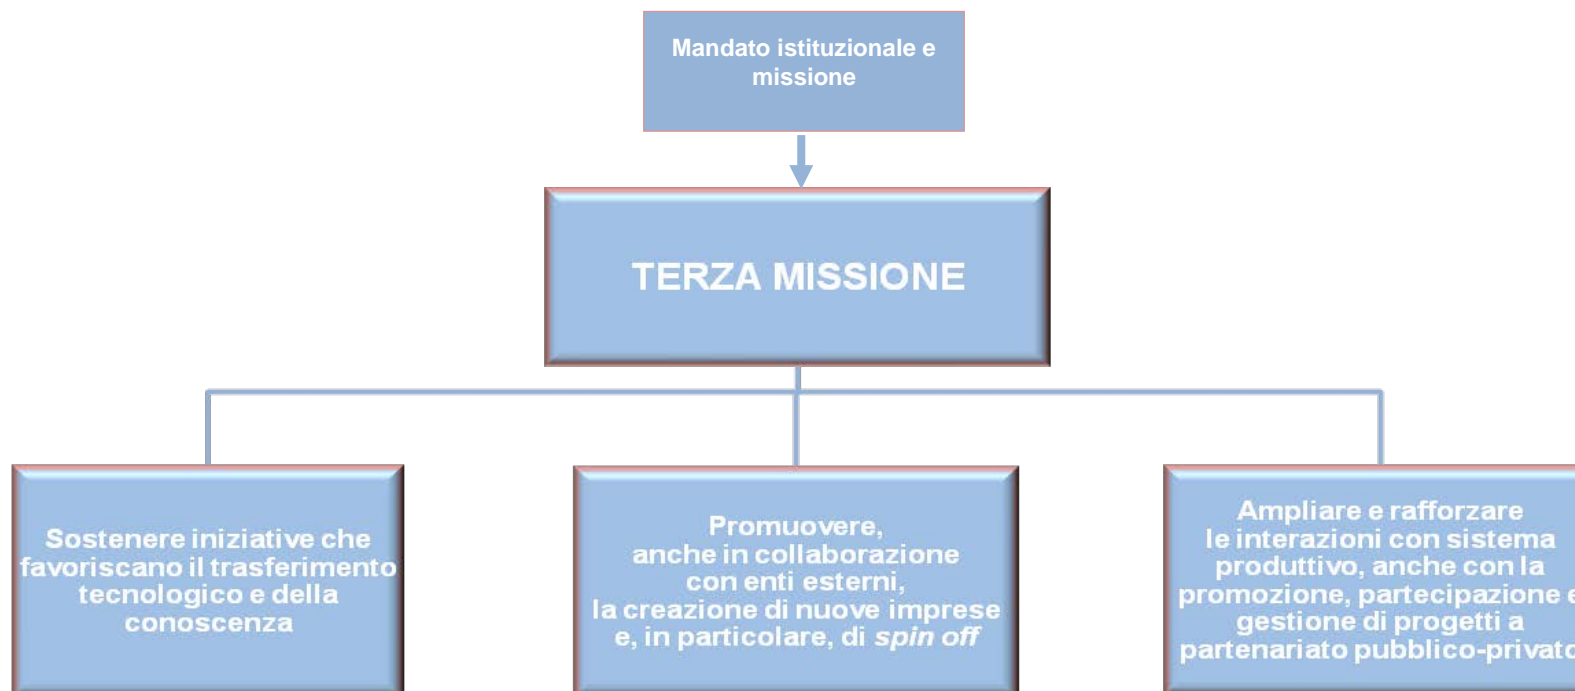 Mandato istituzionale e
missione
TERZA MISSIONE
Sostenere iniziative che
favoriscano il trasferimento
tecnologico e della
conoscenza
Promuovere,
anche in collaborazione
con enti esterni,
la creazione di nuove imprese
e, in particolare, di spin off
Ampliare e rafforzare
le interazioni con sistema
produttivo, anche con la
promozione, partecipazione e
gestione di progetti a
partenariato pubblico-privato